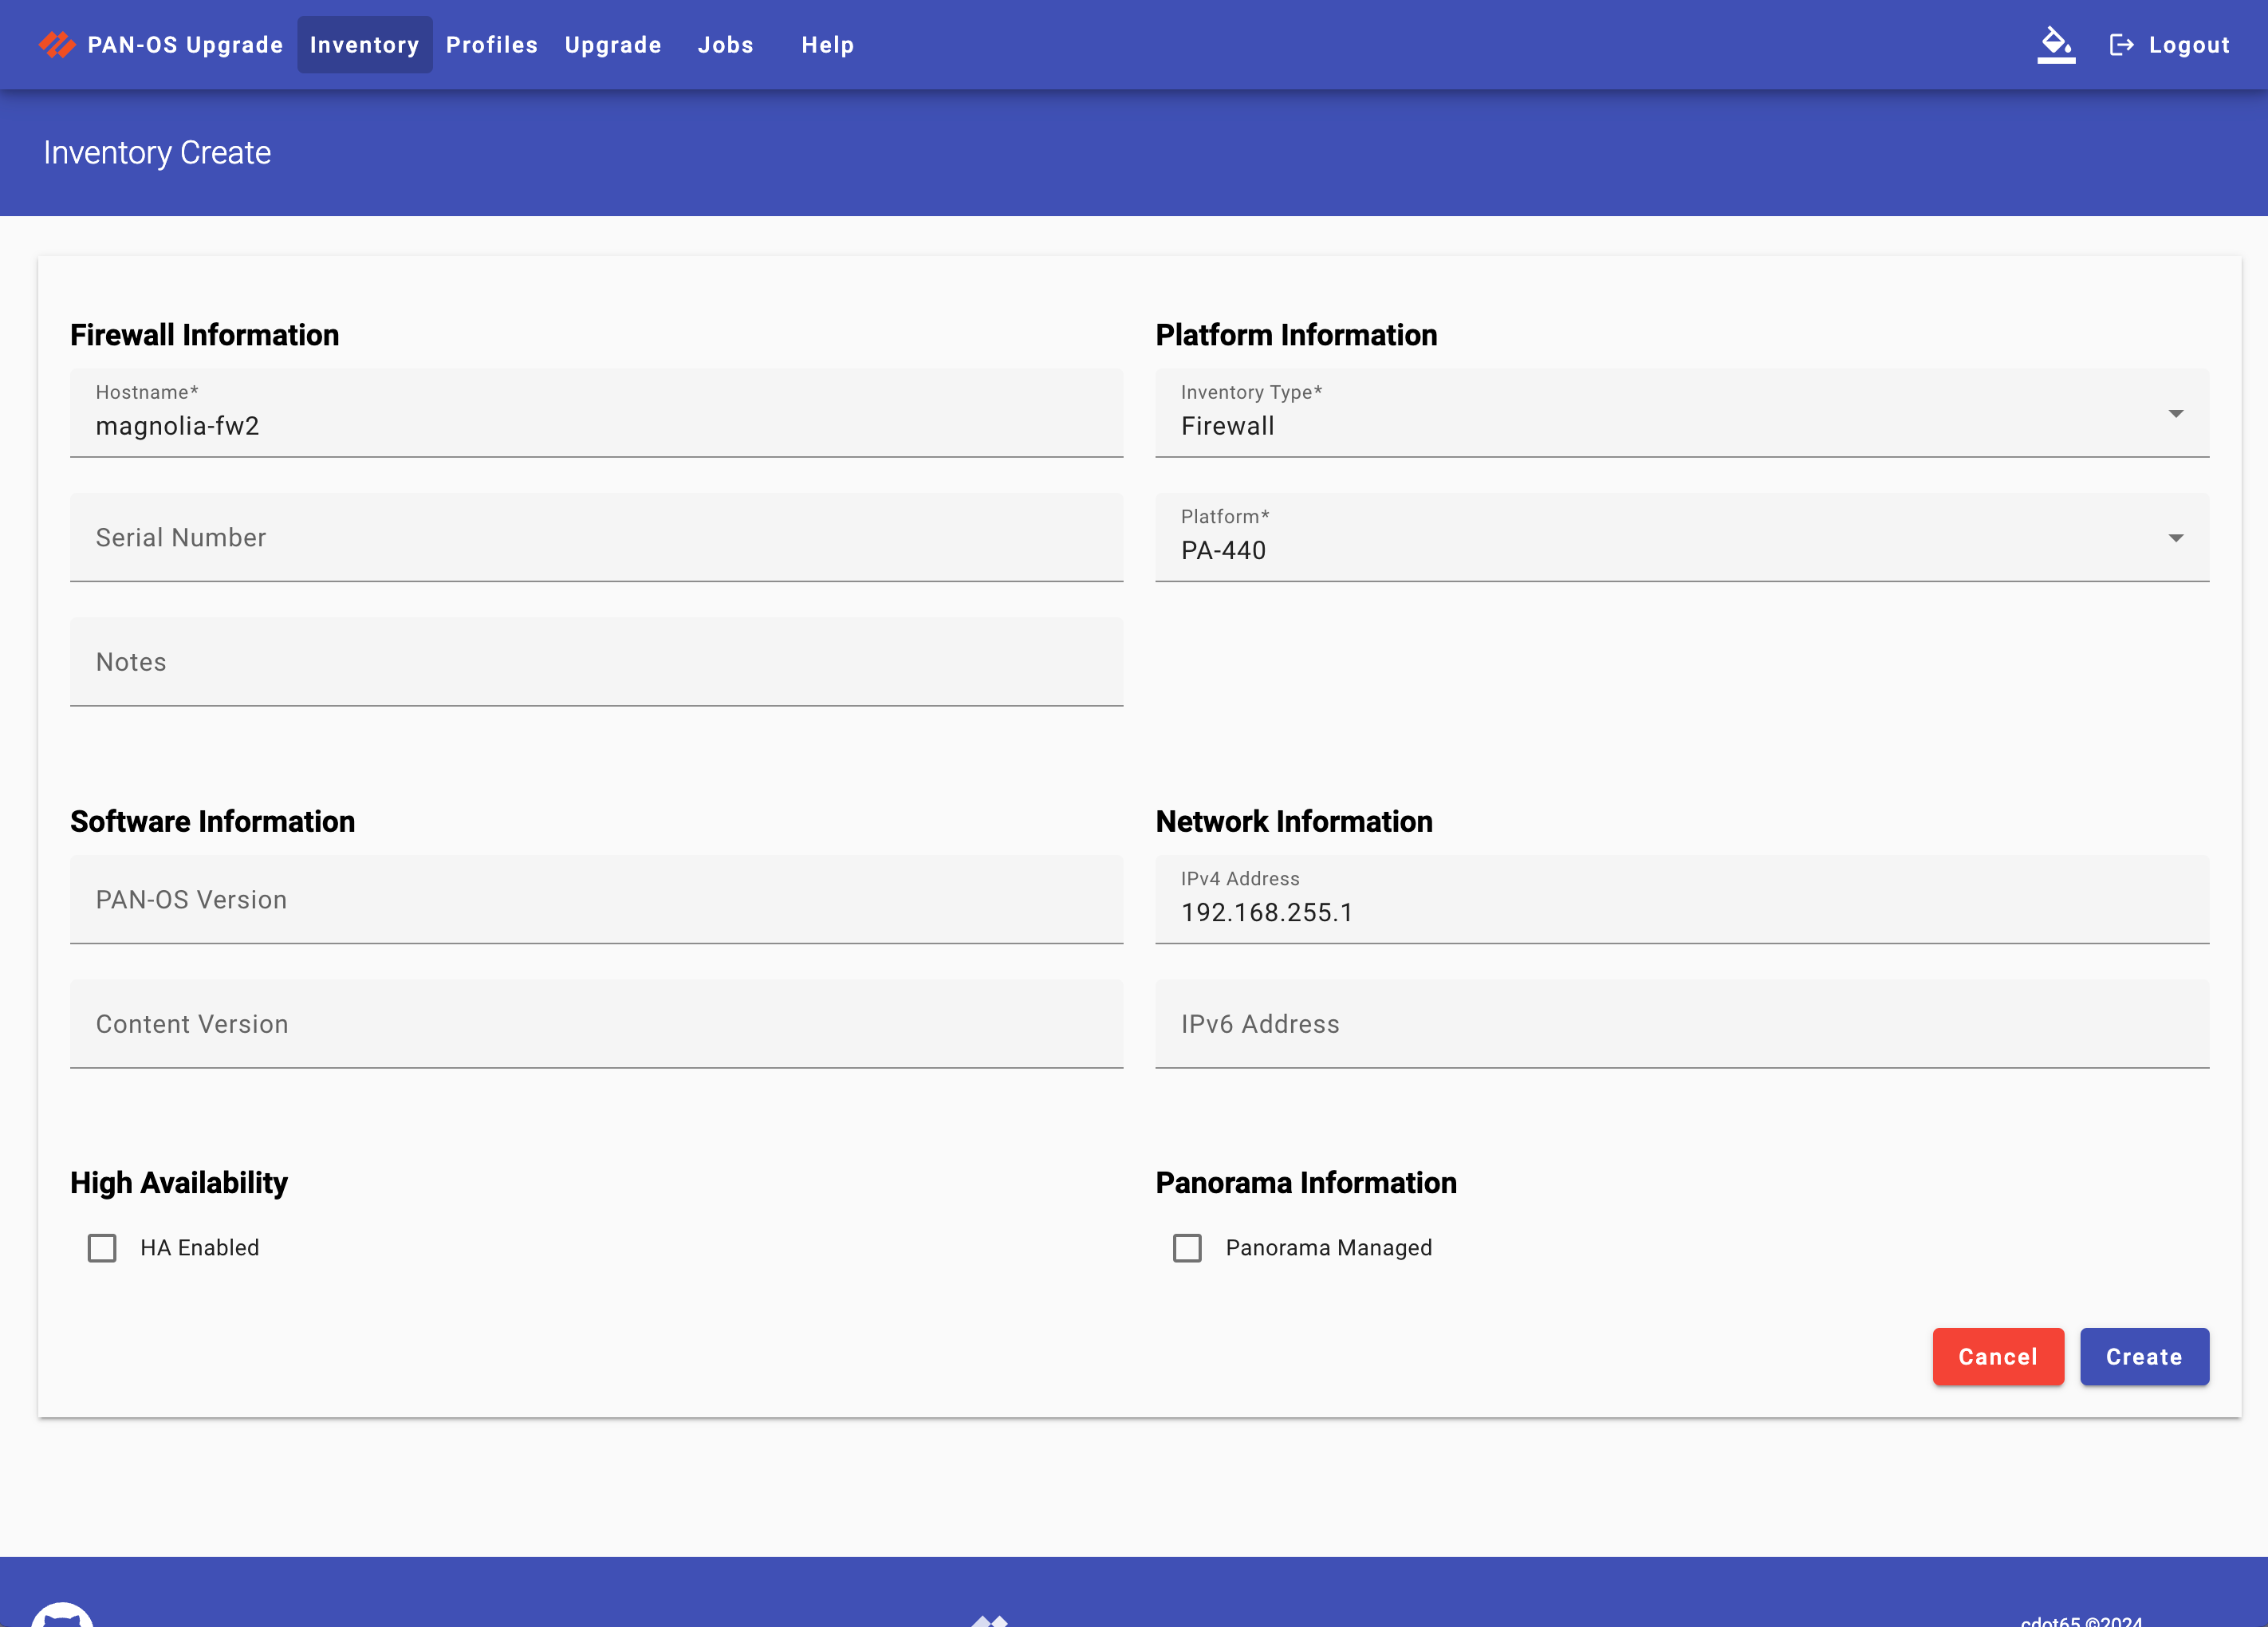 PAN-OS Upgrade Inventory Profiles Upgrade Jobs Help Logout
Inventory Create
Firewall Information
Hostname*
magnolia-fw2
Serial Number
Notes
Platform Information
Inventory Type*
Firewall
Platform*
PA-440
Software Information
PAN-OS Version
Content Version
Network Information
IPv4 Address
192.168.255.1
IPv6 Address
High Availability
HA Enabled
Panorama Information
Panorama Managed
Cancel Create
cdot65 ©2024